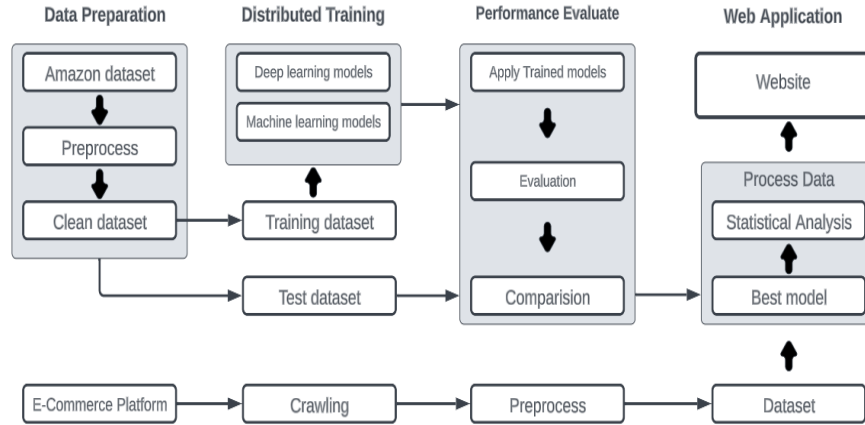 Data Preparation
Distributed Training
Performance Evaluate
Web Application
Amazon dataset
Preprocess
Clean dataset
Deep learning models
Machine learning models
Training dataset
Test dataset
Apply Trained models
Evaluation
Comparision
Website
Process Data
Statistical Analysis
Best model
E-Commerce Platform
Crawling
Preprocess
Dataset